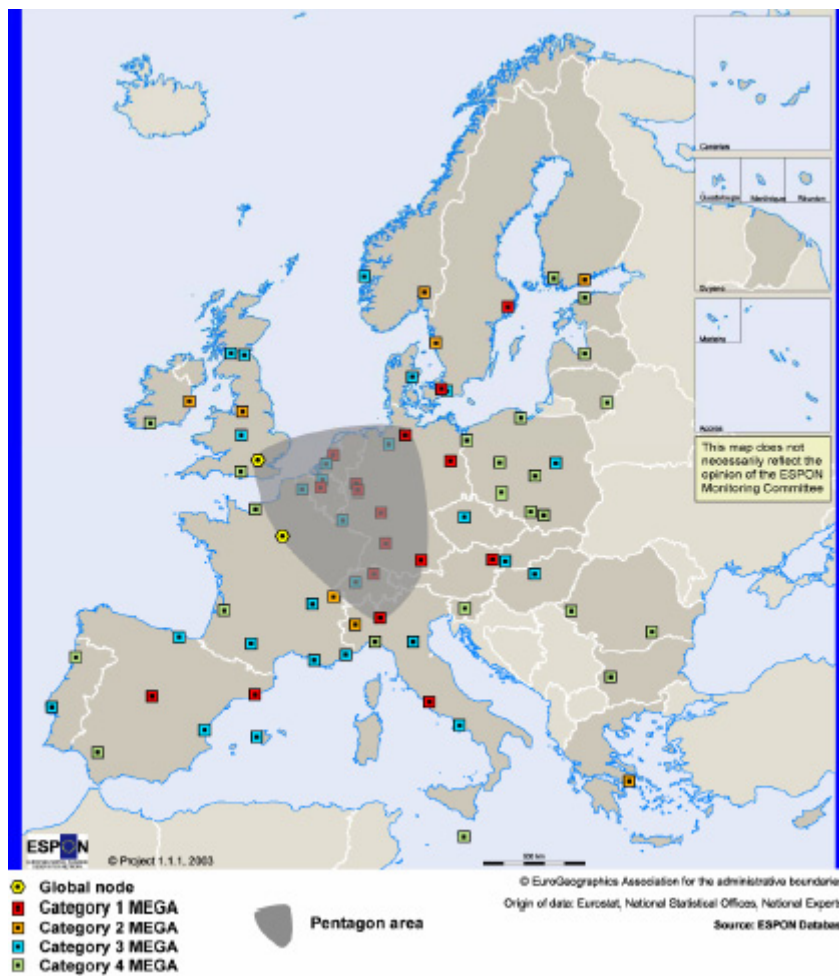 Canarias
Guadeloupe
Martinique
Réunion
Guyane
Madeira
Acores
This map does not
necessarily reflect the
opinion of the ESPON
Monitoring Committee
ESPON
© Project 1.1.1, 2003
500 km
Global node
Category 1 MEGA
Category 2 MEGA
Category 3 MEGA
Category 4 MEGA
Pentagon area
© EuroGeographics Association for the administrative boundarie
Origin of data: Eurostat, National Statistical Offices, National Expert
Source: ESPON Databas